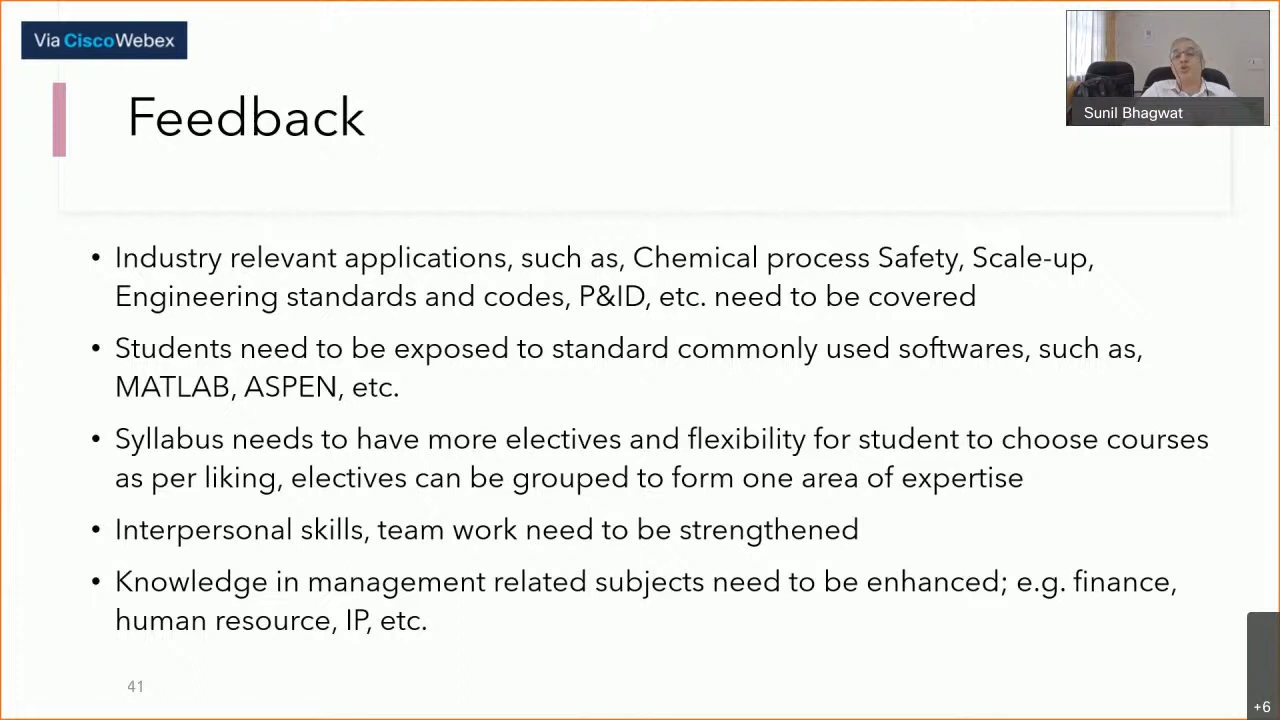 Via CiscoWebex
Sunil Bhagwat
Feedback
• Industry relevant applications, such as, Chemical process Safety, Scale-up,
Engineering standards and codes, P&ID, etc. need to be covered
• Students need to be exposed to standard commonly used softwares, such as,
MATLAB, ASPEN, etc.
• Syllabus needs to have more electives and flexibility for student to choose courses
as per liking, electives can be grouped to form one area of expertise
• Interpersonal skills, team work need to be strengthened
• Knowledge in management related subjects need to be enhanced; e.g. finance,
human resource, IP, etc.
41
+6